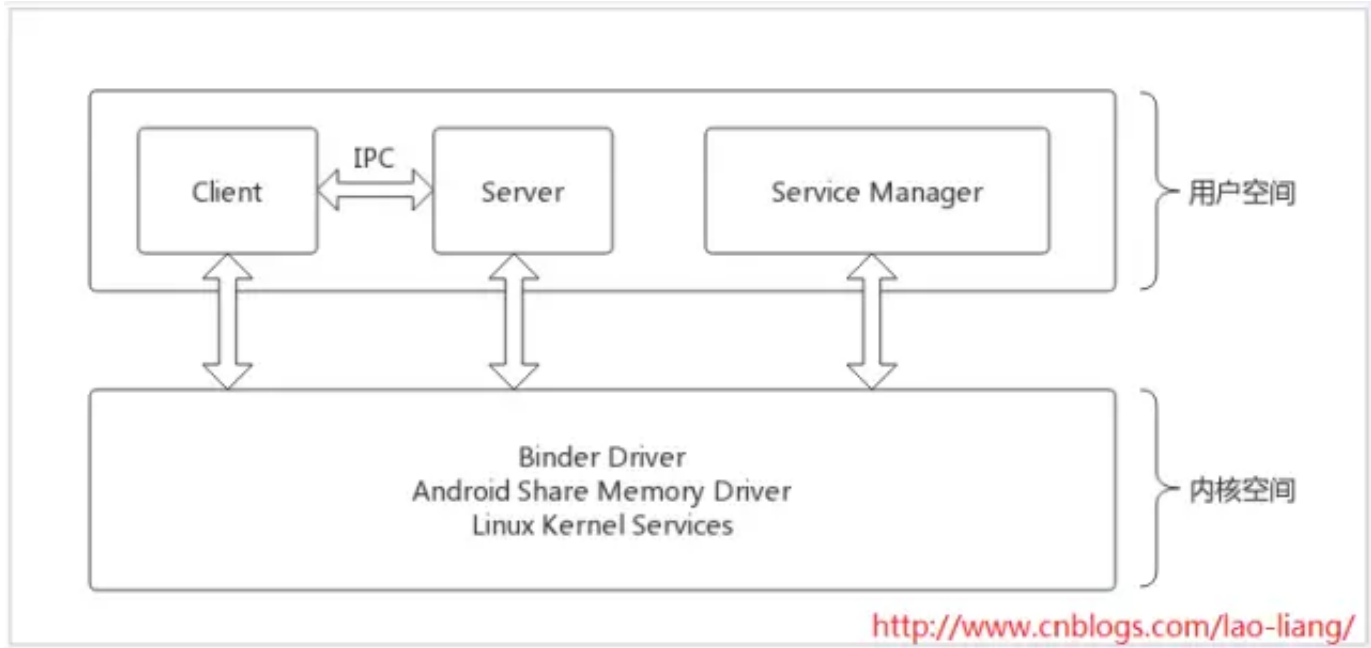 IPC
Client
Server
Service Manager
用户空间
Binder Driver
Android Share Memory Driver
Linux Kernel Services
内核空间
http://www.cnblogs.com/lao-liang/